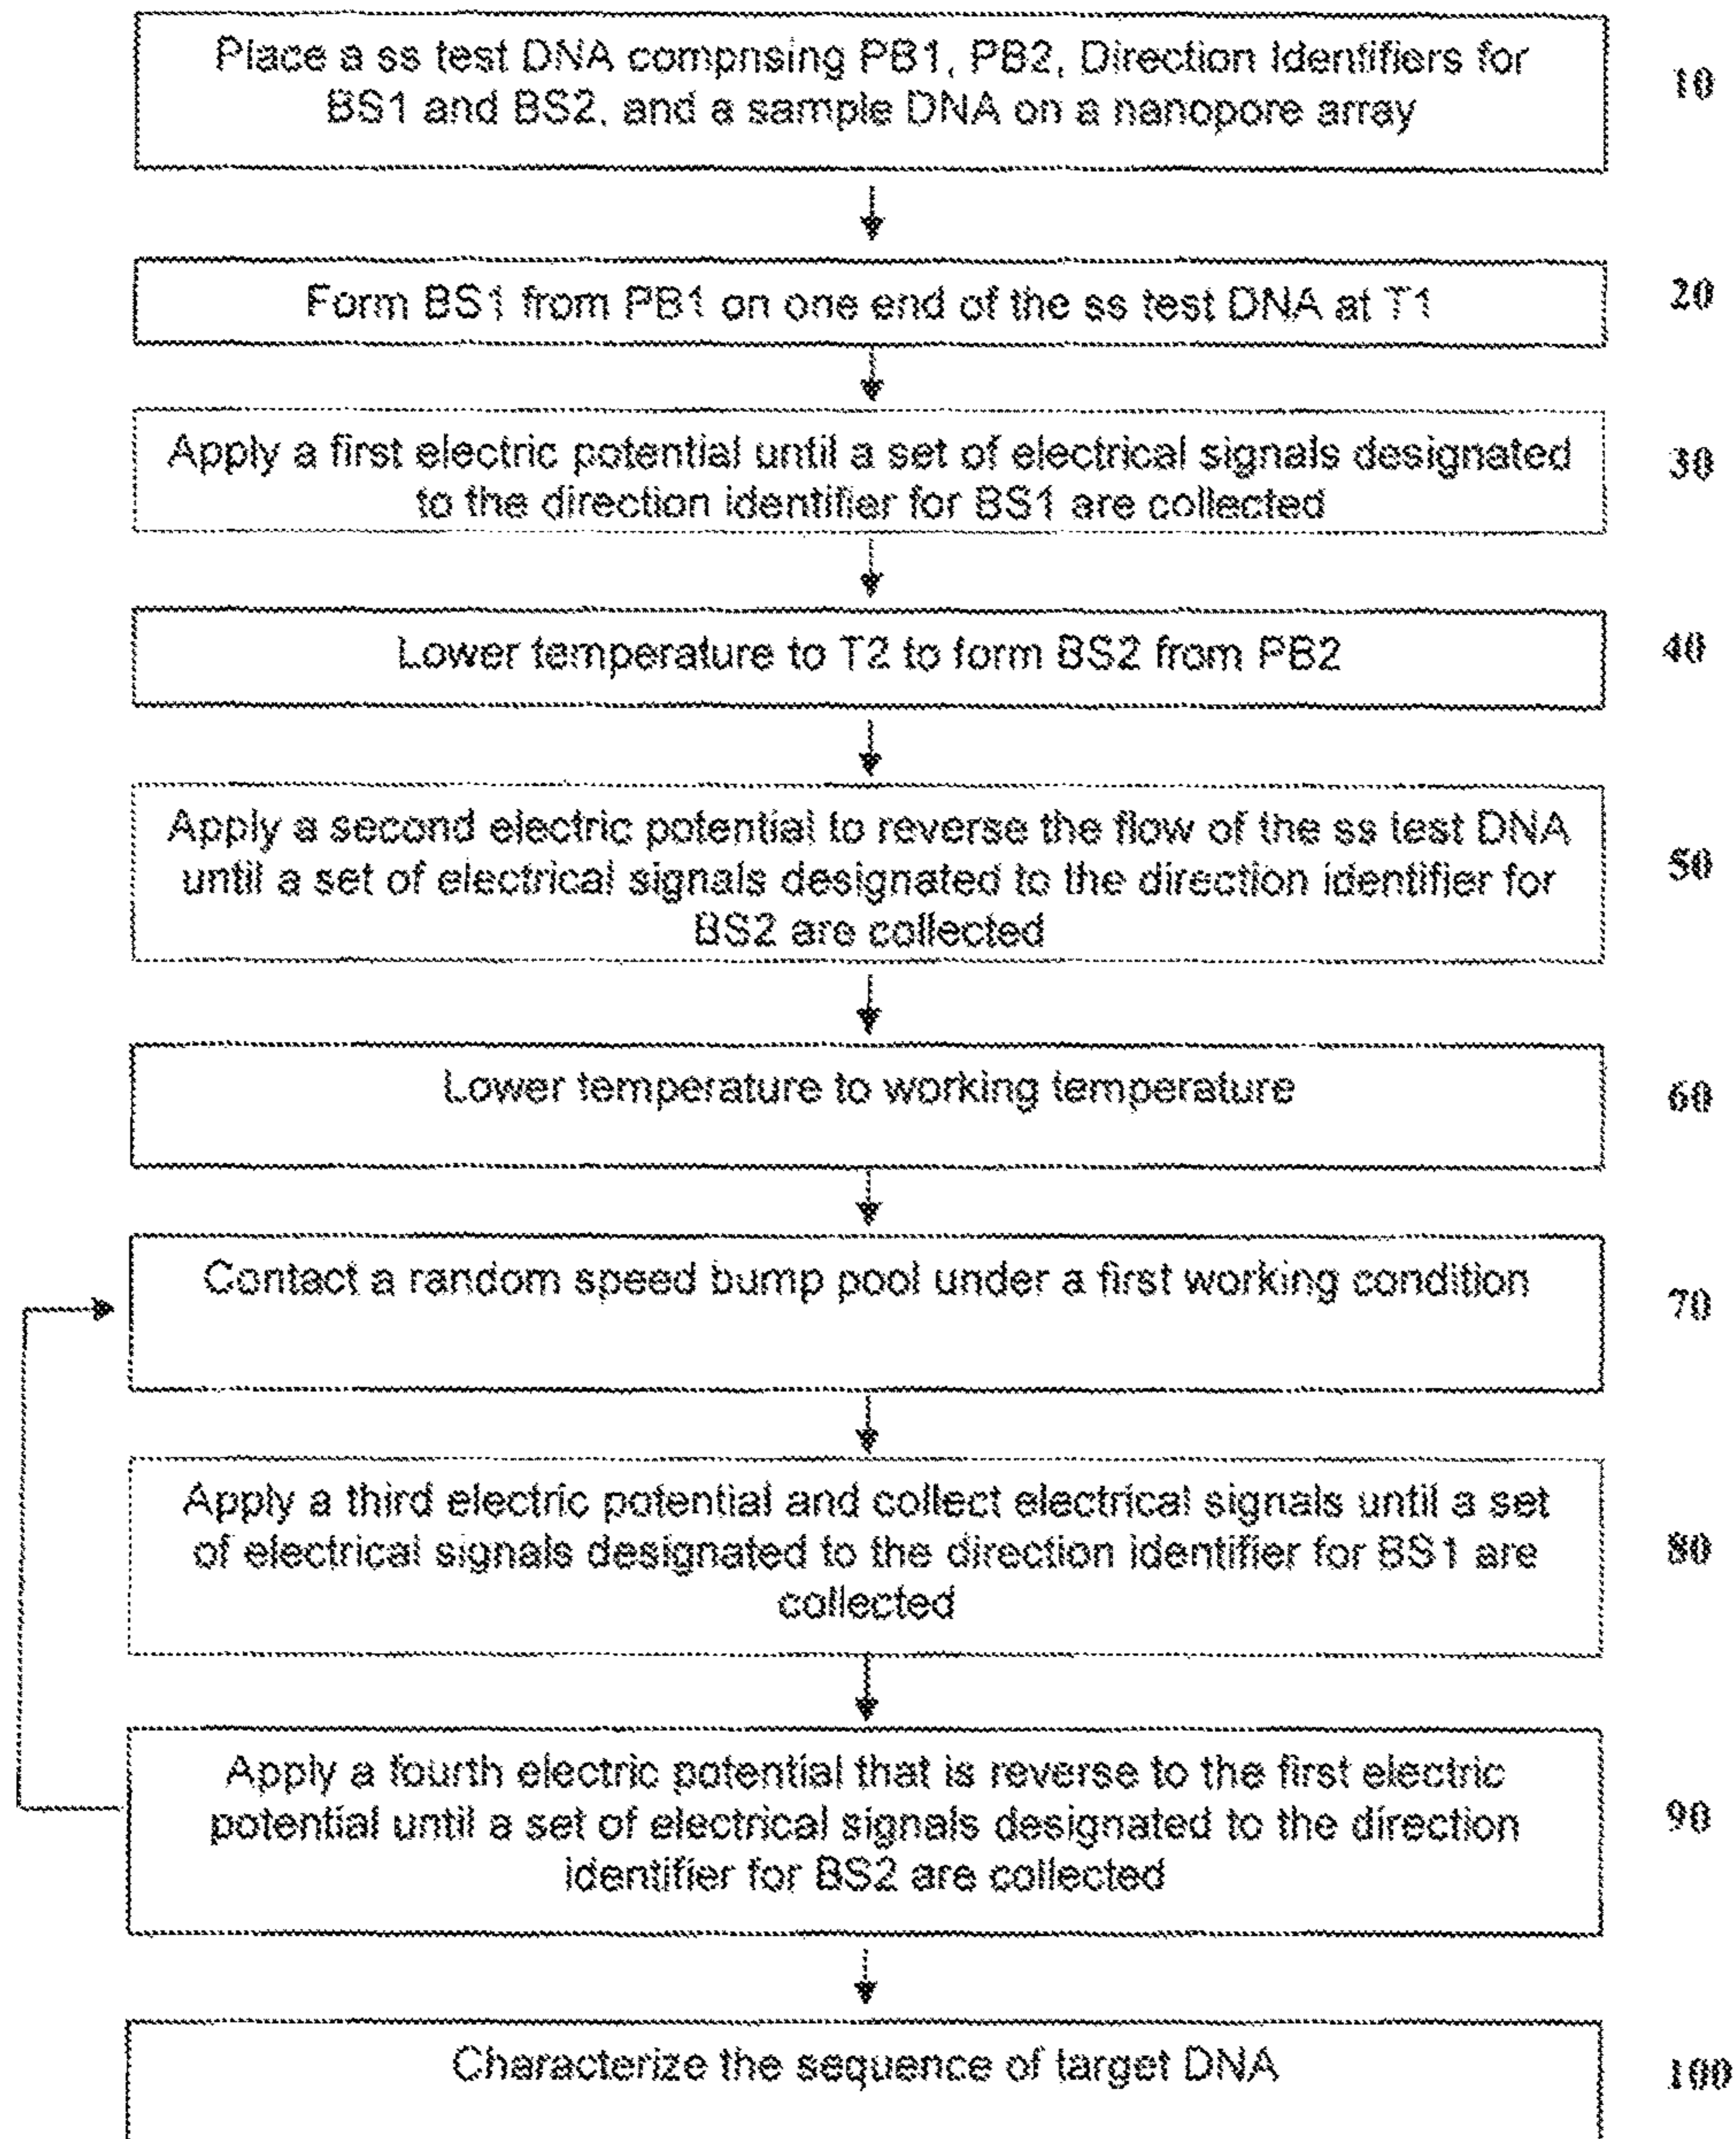 Place a ss test DNA comprising PB1, PB2, Direction Identifiers for
BS1 and BS2, and a sample DNA on a nanopore array
10
Form BS1 from PB1 on one end of the ss test DNA at T1
20
Apply a first electric potential until a set of electrical signals designated
to the direction identifier for BS1 are collected
30
Lower temperature to T2 to form BS2 from PB2
40
Apply a second electric potential to reverse the flow of the ss test DNA
until a set of electrical signals designated to the direction identifier for
BS2 are collected
50
Lower temperature to working temperature
60
Contact a random speed bump pool under a first working condition
70
Apply a third electric potential and collect electrical signals until a set
of electrical signals designated to the direction identifier for BS1 are
collected
80
Apply a fourth electric potential that is reverse to the first electric
potential until a set of electrical signals designated to the direction
identifier for BS2 are collected
90
Characterize the sequence of target DNA
100